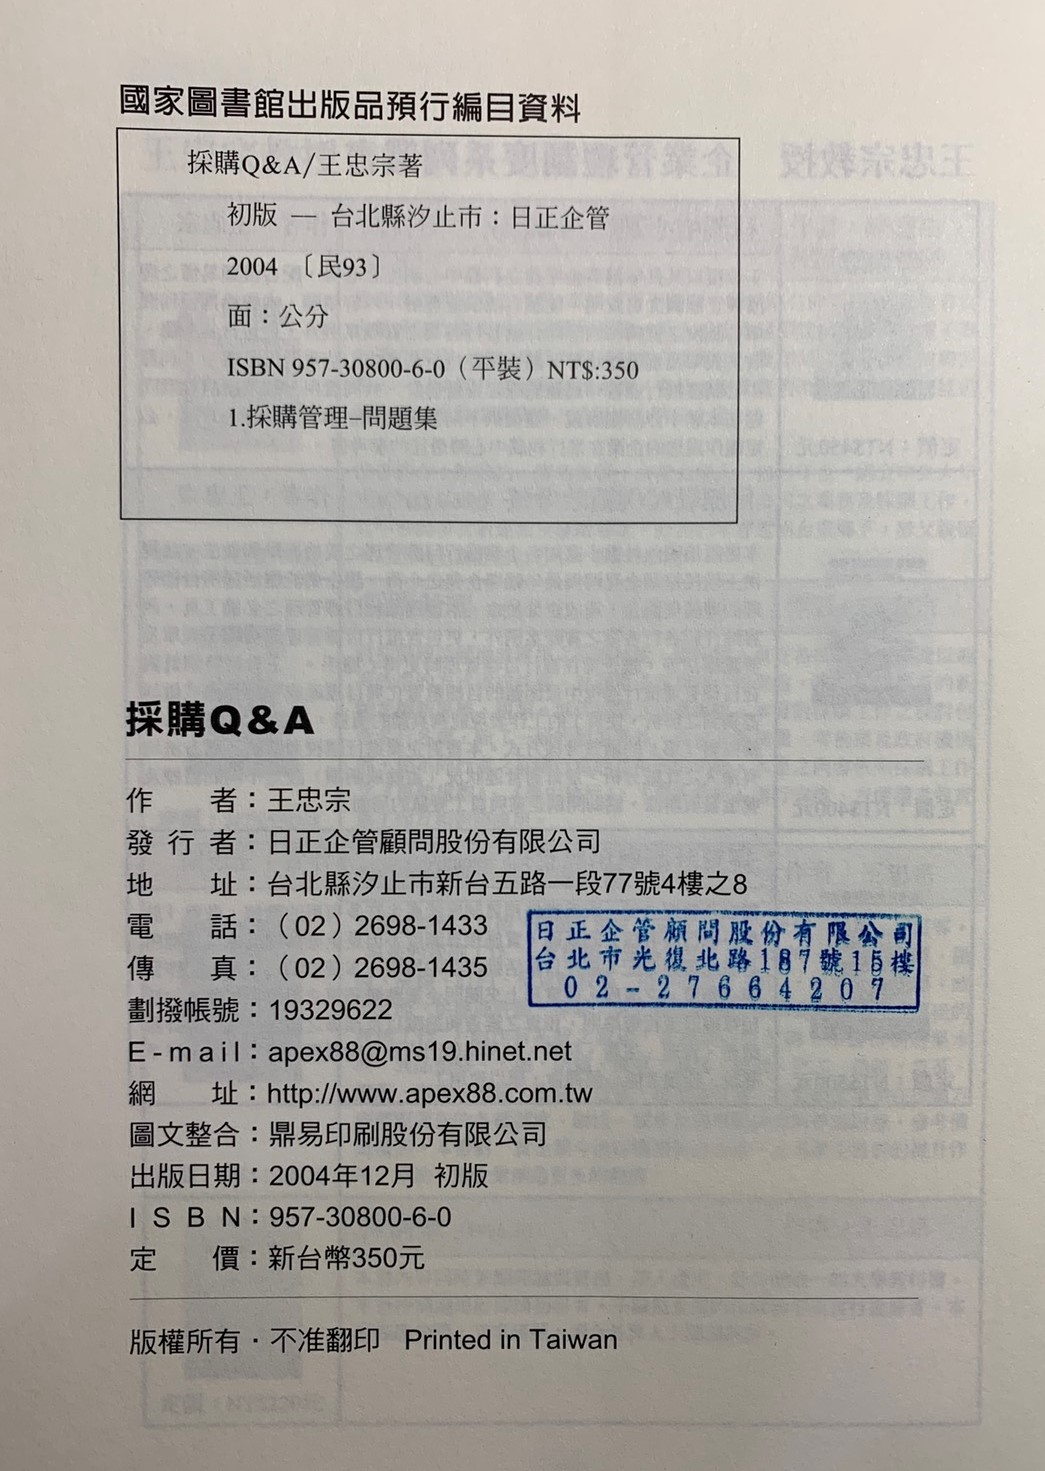 國家圖書館出版品預行編目資料
採購Q&A/王忠宗著
初版 — 台北縣汐止市：日正企管
2004 〔民93〕
面：公分
ISBN 957-30800-6-0（平裝）NT$:350
1.採購管理–問題集
採購Q&A
作　　者：王忠宗
發 行 者：日正企管顧問股份有限公司
地　　址：台北縣汐止市新台五路一段77號4樓之8
電　　話：（02）2698-1433
傳　　真：（02）2698-1435
劃撥帳號：19329622
E-mail：apex88@ms19.hinet.net
網　　址：http://www.apex88.com.tw
圖文整合：鼎易印刷股份有限公司
出版日期：2004年12月 初版
I S B N：957-30800-6-0
定　　價：新台幣350元
日正企管顧問股份有限公司
台北市光復北路187號15樓
02-27664207
版權所有．不准翻印 Printed in Taiwan